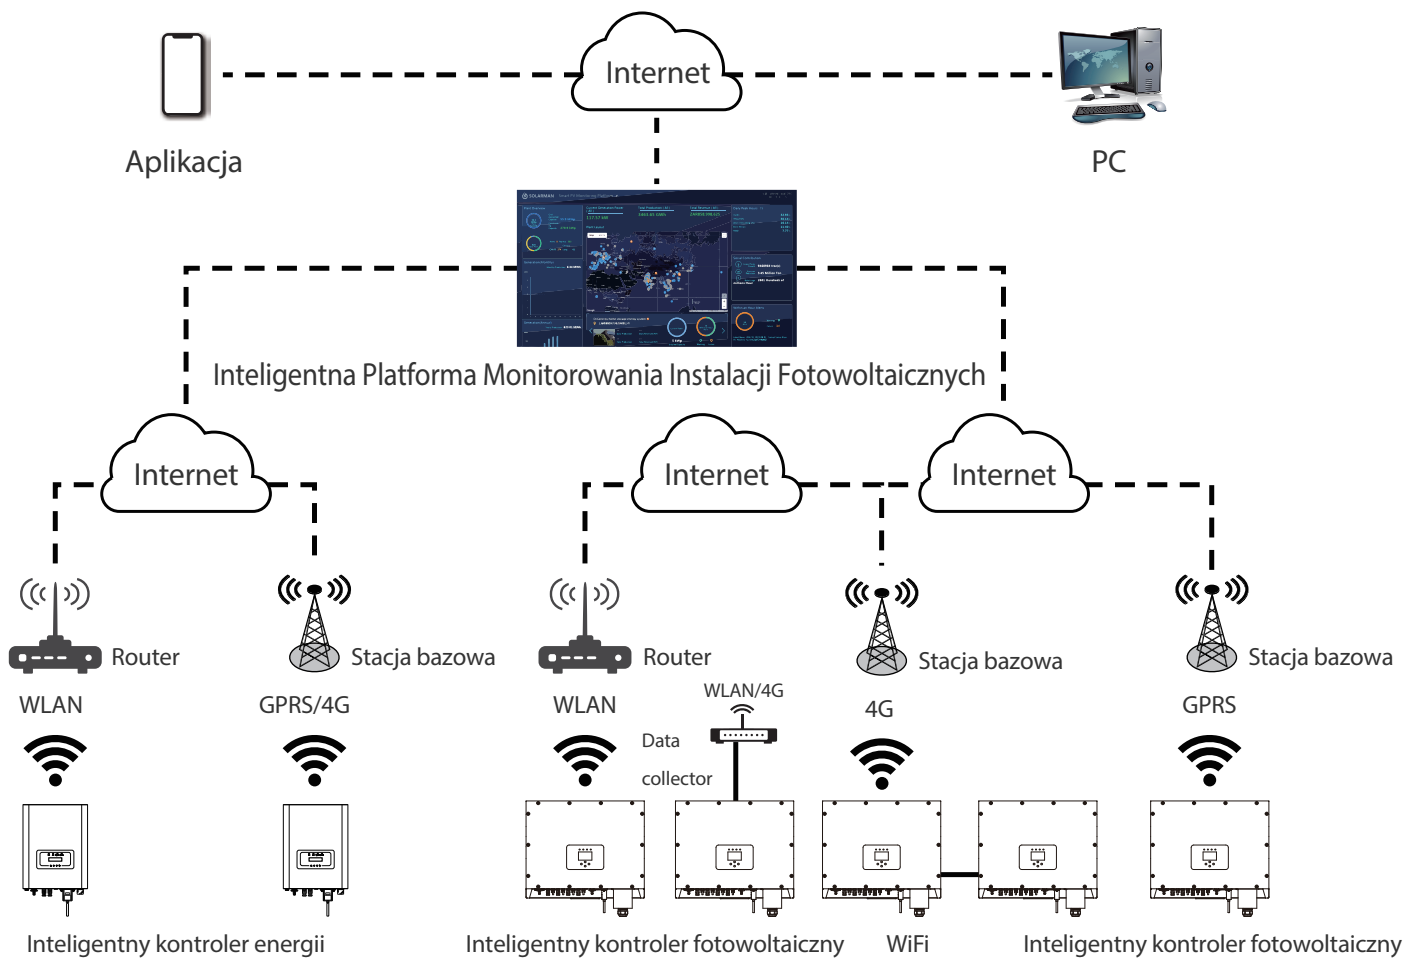 Internet
Aplikacja
PC
SOLARMAN
Inteligentna Platforma Monitorowania Instalacji Fotowoltaicznych
Internet
Internet
Internet
Router
Stacja bazowa
Router
Stacja bazowa
Stacja bazowa
WLAN
GPRS/4G
WLAN
WLAN/4G
4G
GPRS
Data
collector
Inteligentny kontroler energii
Inteligentny kontroler fotowoltaiczny
WiFi
Inteligentny kontroler fotowoltaiczny